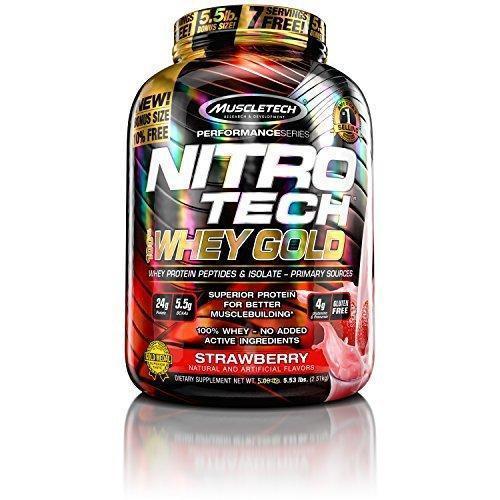 5.5lb.
BONUS SIZE!
7 SERVINGS
FREE!
NEW!
BONUS SIZE
10% FREE
MUSCLETECH
RESEARCH & DEVELOPMENT
PERFORMANCE SERIES
NITRO
TECH
100% WHEY GOLD
WHEY PROTEIN PEPTIDES & ISOLATE – PRIMARY SOURCES
24g
Protein
5.5g
BCAAs
SUPERIOR PROTEIN
FOR BETTER
MUSCLEBUILDING
4g
GLUTEN
FREE!
100% WHEY - NO ADDED
ACTIVE INGREDIENTS
STRAWBERRY
NATURAL AND ARTIFICIAL FLAVORS
DIETARY SUPPLEMENT NET WT. 5.53 lbs. (2.51kg)